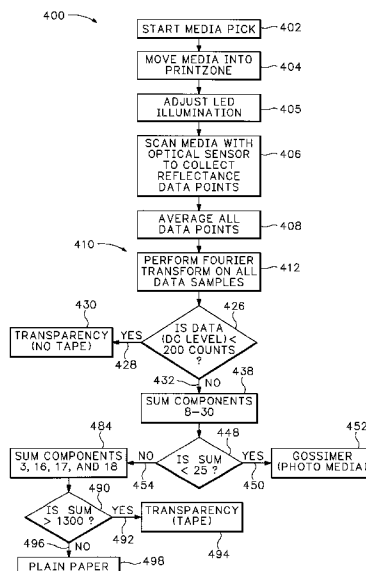 400
START MEDIA PICK
402
MOVE MEDIA INTO
PRINTZONE
404
ADJUST LED
ILLUMINATION
405
SCAN MEDIA WITH
OPTICAL SENSOR
TO COLLECT
REFLECTANCE
DATA POINTS
406
AVERAGE ALL
DATA POINTS
408
410
PERFORM FOURIER
TRANSFORM ON ALL
DATA SAMPLES
412
426
IS DATA
(DC LEVEL) <
200 COUNTS
?
430
TRANSPARENCY
(NO TAPE)
YES
428
432
NO
438
SUM COMPONENTS
8-30
448
IS SUM
< 25 ?
YES
450
452
GOSSIMER
(PHOTO MEDIA)
NO
454
484
SUM COMPONENTS
3, 16, 17, AND 18
490
IS SUM
> 1300 ?
YES
492
TRANSPARENCY
(TAPE)
494
496
NO
PLAIN PAPER
498